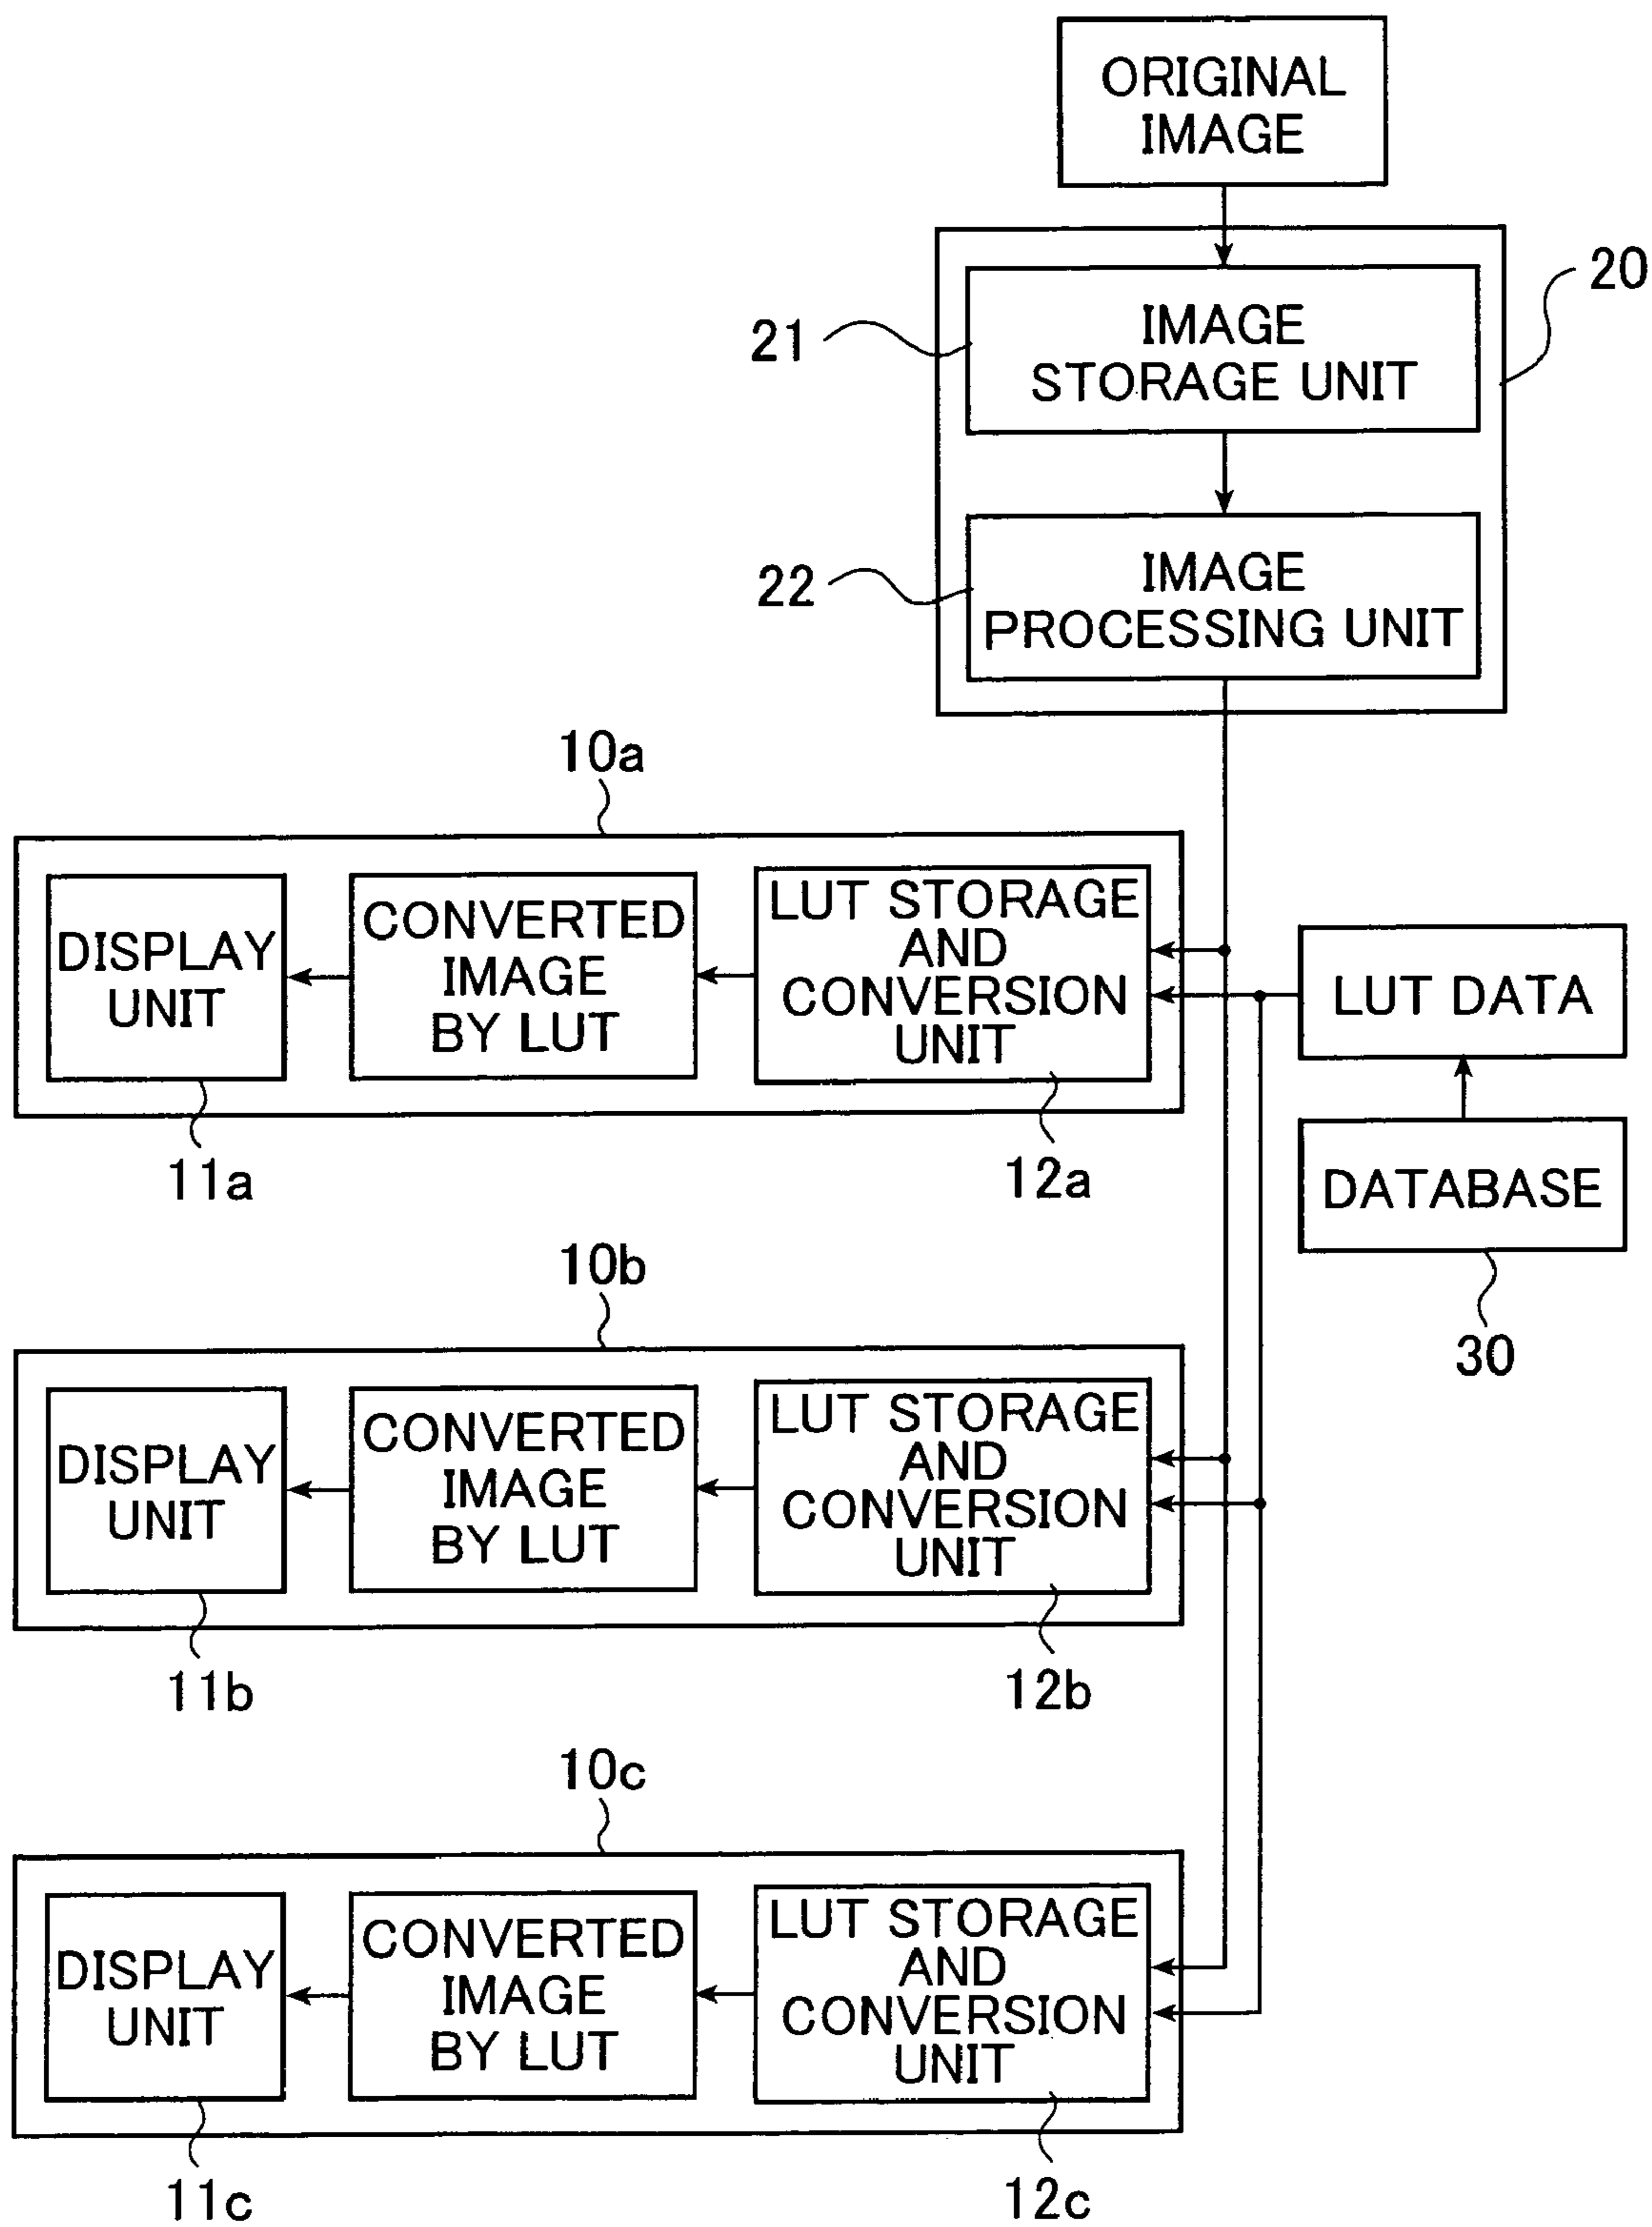 ORIGINAL
IMAGE
20
21
IMAGE
STORAGE UNIT
22
IMAGE
PROCESSING UNIT
10a
DISPLAY
UNIT
CONVERTED
IMAGE
BY LUT
LUT STORAGE
AND
CONVERSION
UNIT
LUT DATA
11a
12a
DATABASE
30
10b
DISPLAY
UNIT
CONVERTED
IMAGE
BY LUT
LUT STORAGE
AND
CONVERSION
UNIT
11b
12b
10c
DISPLAY
UNIT
CONVERTED
IMAGE
BY LUT
LUT STORAGE
AND
CONVERSION
UNIT
11c
12c